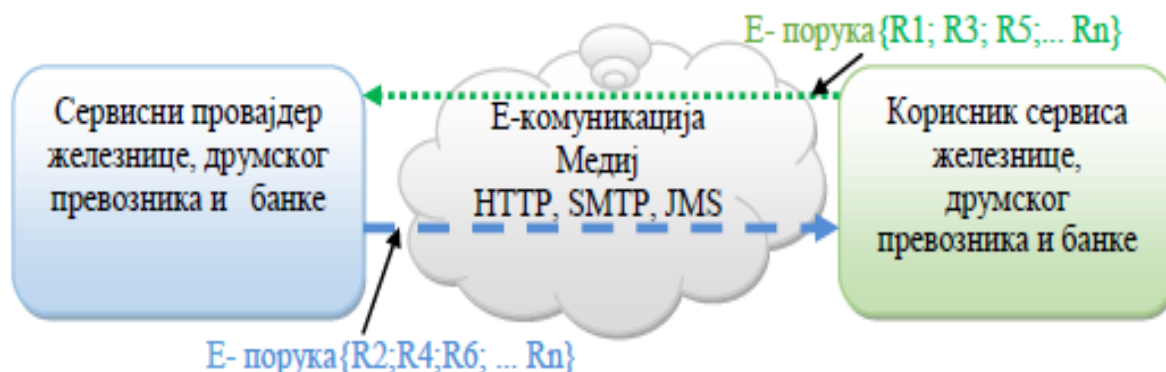 Е- порука{R1; R3; R5;... Rn}
Сервисни провајдер
железнице, друмског
превозника и банке
Е-комуникација
Медиј
HTTP, SMTP, JMS
Корисник сервиса
железнице,
друмског
превозника и банке
Е- порука{R2;R4;R6; ... Rn}